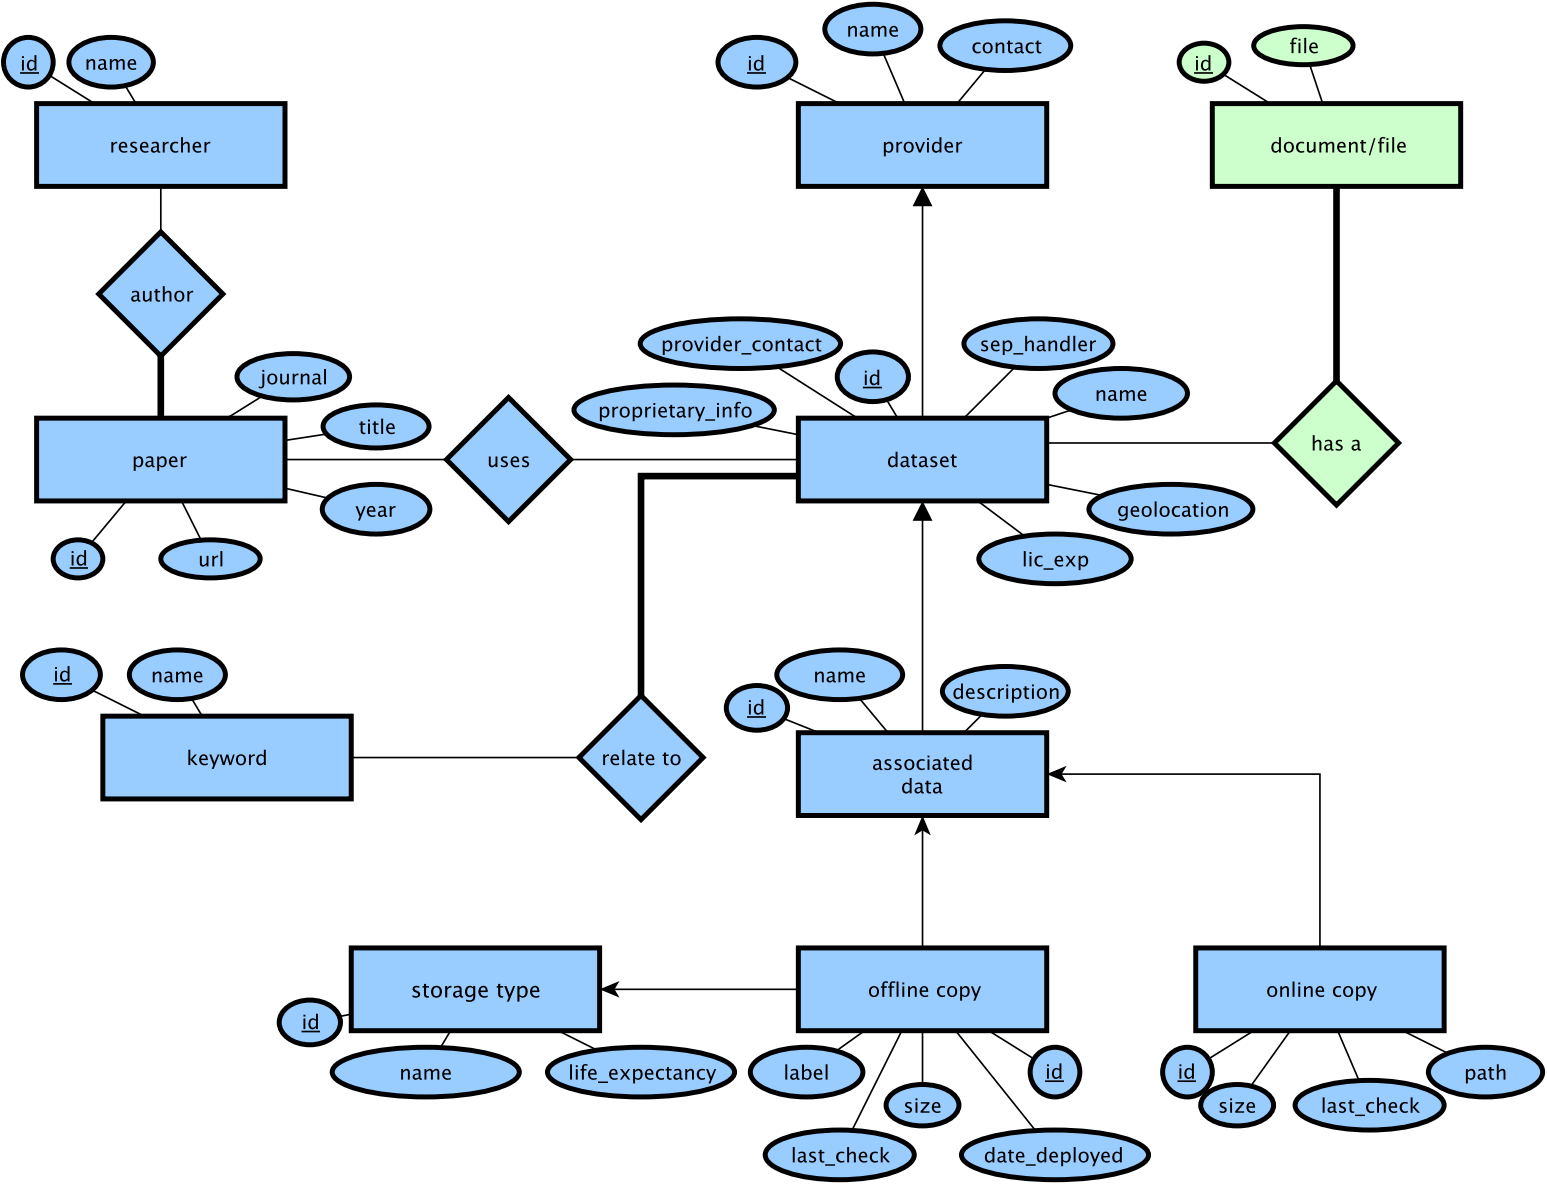 name
contact
file
id
name
id
id
id
researcher
provider
document/file
author
provider_contact
sep_handler
journal
id
name
proprietary_info
title
has a
paper
uses
dataset
year
geolocation
id
url
lic_exp
id
name
name
description
id
keyword
relate to
associated
data
storage type
offline copy
online copy
id
name
life_expectancy
label
id
id
path
size
size
last_check
last_check
date_deployed